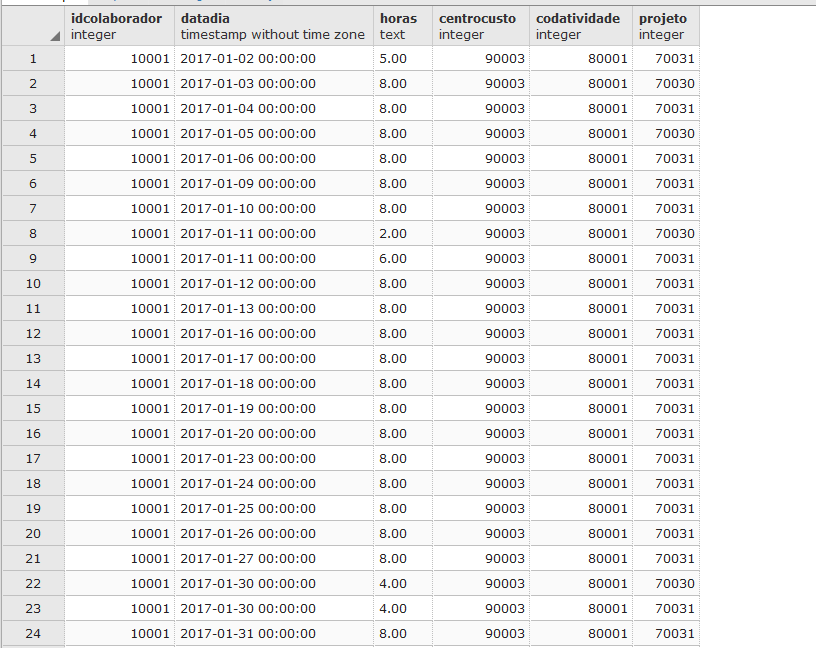 idcolaborador datadia horas centrocusto codatividade projeto
integer timestamp without time zone text integer integer integer
1 10001 2017-01-02 00:00:00 5.00 90003 80001 70031
2 10001 2017-01-03 00:00:00 8.00 90003 80001 70030
3 10001 2017-01-04 00:00:00 8.00 90003 80001 70031
4 10001 2017-01-05 00:00:00 8.00 90003 80001 70030
5 10001 2017-01-06 00:00:00 8.00 90003 80001 70031
6 10001 2017-01-09 00:00:00 8.00 90003 80001 70031
7 10001 2017-01-10 00:00:00 8.00 90003 80001 70031
8 10001 2017-01-11 00:00:00 2.00 90003 80001 70030
9 10001 2017-01-11 00:00:00 6.00 90003 80001 70031
10 10001 2017-01-12 00:00:00 8.00 90003 80001 70031
11 10001 2017-01-13 00:00:00 8.00 90003 80001 70031
12 10001 2017-01-16 00:00:00 8.00 90003 80001 70031
13 10001 2017-01-17 00:00:00 8.00 90003 80001 70031
14 10001 2017-01-18 00:00:00 8.00 90003 80001 70031
15 10001 2017-01-19 00:00:00 8.00 90003 80001 70031
16 10001 2017-01-20 00:00:00 8.00 90003 80001 70031
17 10001 2017-01-23 00:00:00 8.00 90003 80001 70031
18 10001 2017-01-24 00:00:00 8.00 90003 80001 70031
19 10001 2017-01-25 00:00:00 8.00 90003 80001 70031
20 10001 2017-01-26 00:00:00 8.00 90003 80001 70031
21 10001 2017-01-27 00:00:00 8.00 90003 80001 70031
22 10001 2017-01-30 00:00:00 4.00 90003 80001 70030
23 10001 2017-01-30 00:00:00 4.00 90003 80001 70031
24 10001 2017-01-31 00:00:00 8.00 90003 80001 70031